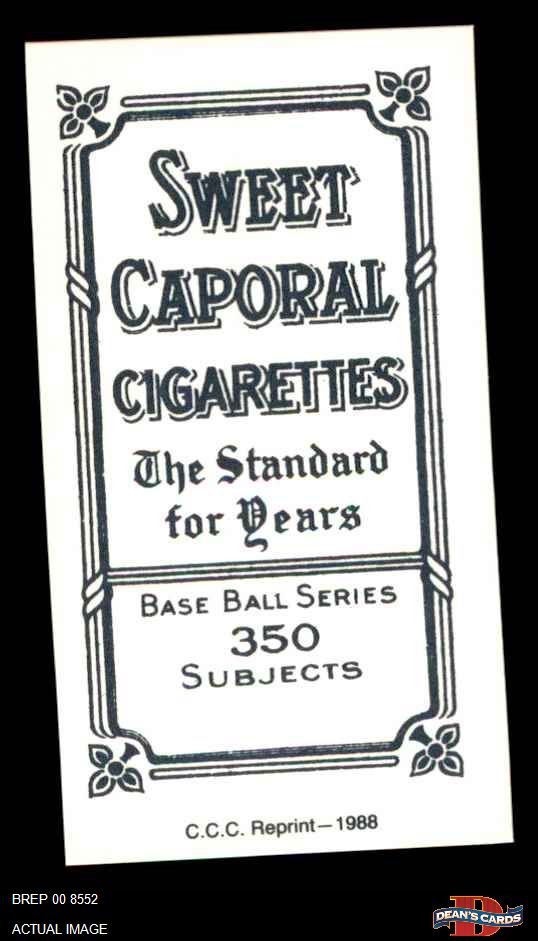 SWEET
CAPORAL
CIGARETTES
The Standard
for Years
BASE BALL SERIES
350
SUBJECTS
C.C.C. Reprint—1988
BREP 00 8552
ACTUAL IMAGE
D
DEAN'S CARDS